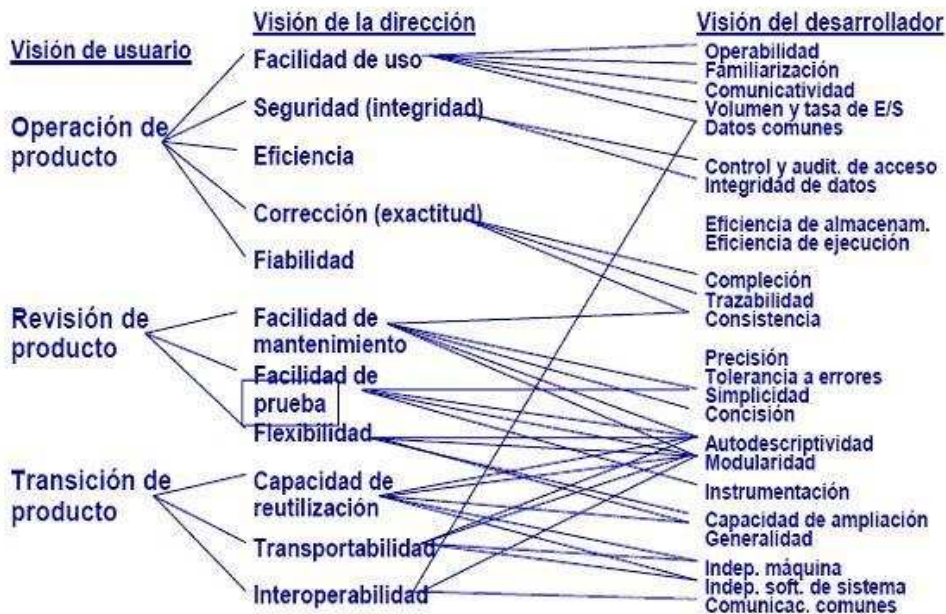 Visión de usuario
Operación de
producto
Revisión de
producto
Transición de
producto
Visión de la dirección
Facilidad de uso
Seguridad (integridad)
Eficiencia
Corrección (exactitud)
Fiabilidad
Facilidad de
mantenimiento
Facilidad de
prueba
Flexibilidad
Capacidad de
reutilización
Transportabilidad
Interoperabilidad
Visión del desarrollador
Operabilidad
Familiarización
Comunicatividad
Volumen y tasa de E/S
Datos comunes
Control y audit. de acceso
Integridad de datos
Eficiencia de almacenam.
Eficiencia de ejecución
Compleción
Trazabilidad
Consistencia
Precisión
Tolerancia a errores
Simplicidad
Concisión
Autodescriptividad
Modularidad
Instrumentación
Capacidad de ampliación
Generalidad
Indep. máquina
Indep. soft. de sistema
Comunicac. comunes